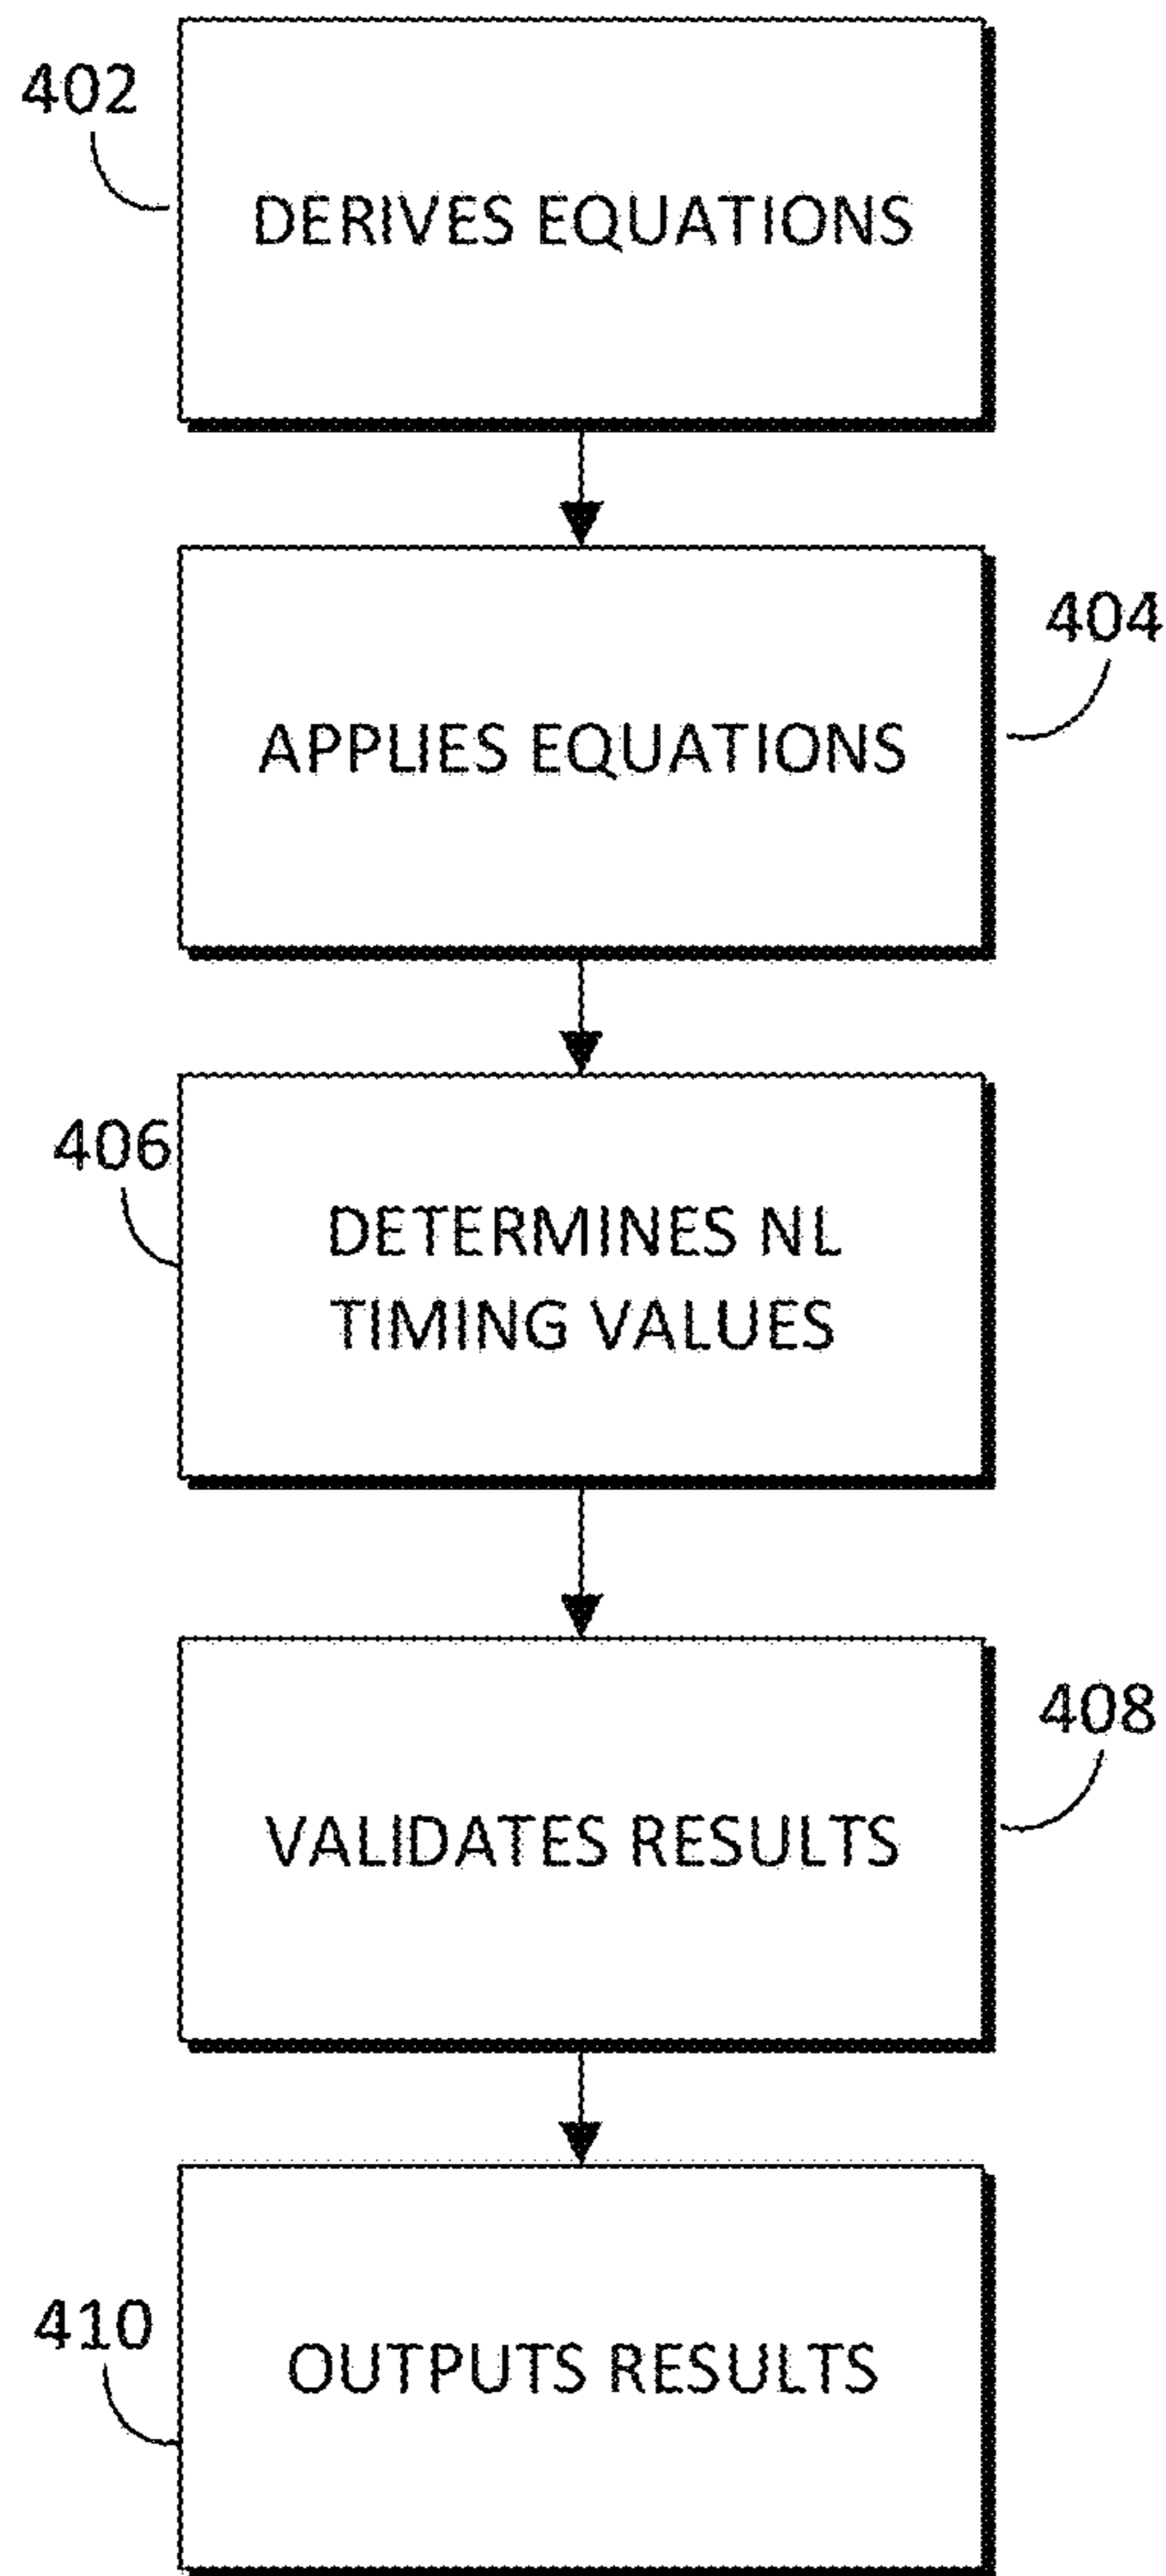 402
DERIVES EQUATIONS
404
APPLIES EQUATIONS
406
DETERMINES NL
TIMING VALUES
408
VALIDATES RESULTS
410
OUTPUTS RESULTS